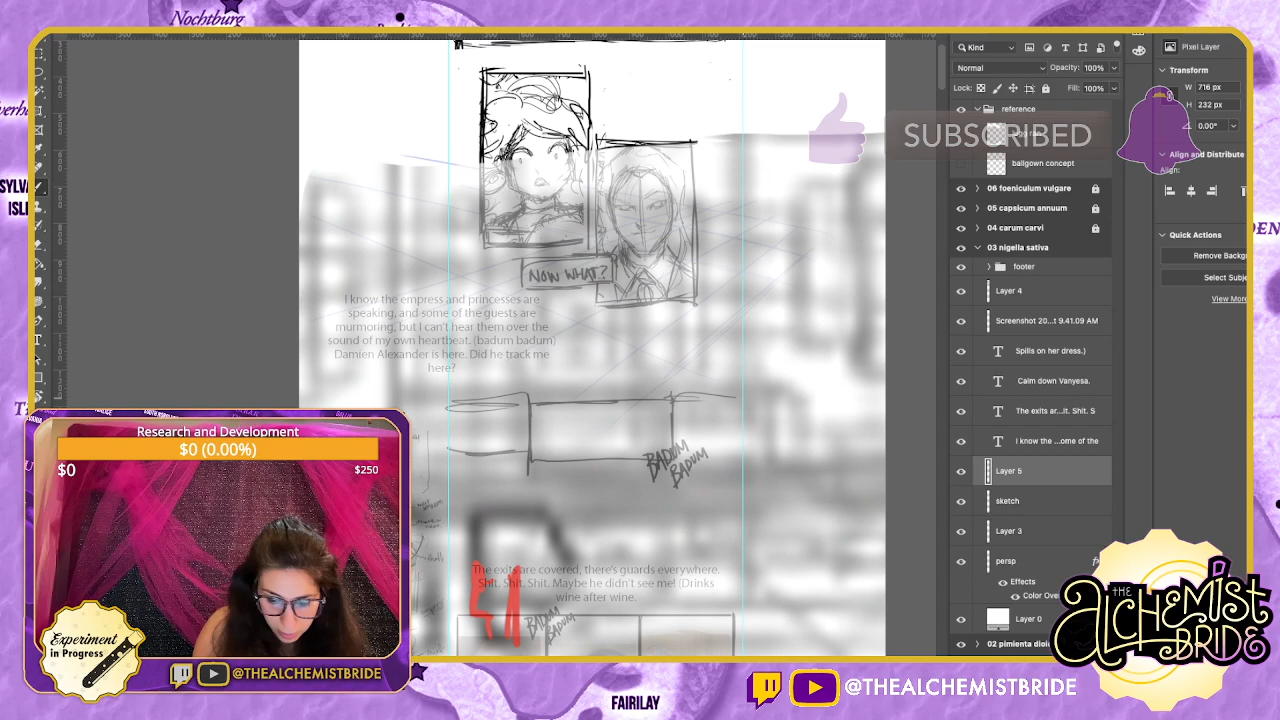 Nochtburg
Kind
Pixel Layer
Normal
Opacity: 100%
Transform
Lock:
Fill: 100%
W 716 px
H 232 px
0.00°
reference
SUBSCRIBED
ballgown concept
Align and Distribute
Align:
06 foeniculum vulgare
05 capsicum annuum
04 carum carvi
03 nigella sativa
Quick Actions
footer
Remove Backg
Select Subje
View More
Layer 4
Screenshot 20...t 9.41.09 AM
Spills on her dress.)
Calm down Vanyesa.
The exits ar...it. Shit. S
I know the ...ome of the
Layer 5
sketch
Layer 3
persp
Effects
Color Ove
Layer 0
02 pimienta dioi
NOW WHAT?
I know the empress and princesses are
speaking, and some of the guests are
murmoring, but I can't hear them over the
sound of my own heartbeat. (badum badum)
Damien Alexander is here. Did he track me
here?
BADUM
BADUM
The exits are covered, there's guards everywhere.
Shit. Shit. Shit. Maybe he didn't see me! (Drinks
wine after wine.
BADUM
BADUM
SYLVA
ISL
Research and Development
$0 (0.00%)
$0
$250
Experiment
in Progress
@THEALCHEMISTBRIDE
FAIRILAY
@THEALCHEMISTBRIDE
THE
ALCHEMIST
BRIDE